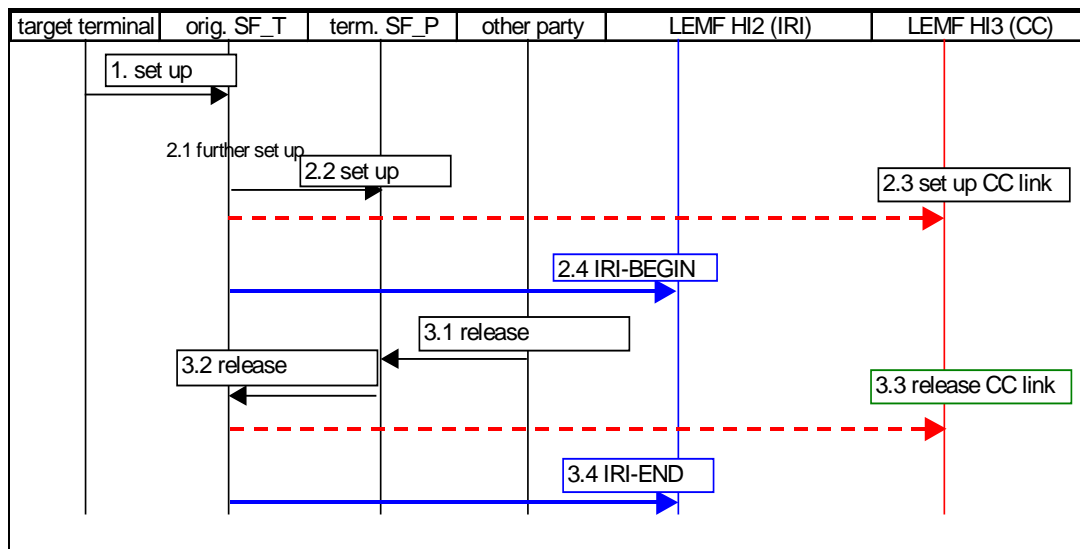 target terminal
orig. SF_T
term. SF_P
other party
LEMF HI2 (IRI)
LEMF HI3 (CC)
1. set up
2.1 further set up
2.2 set up
2.3 set up CC link
2.4 IRI-BEGIN
3.1 release
3.2 release
3.3 release CC link
3.4 IRI-END